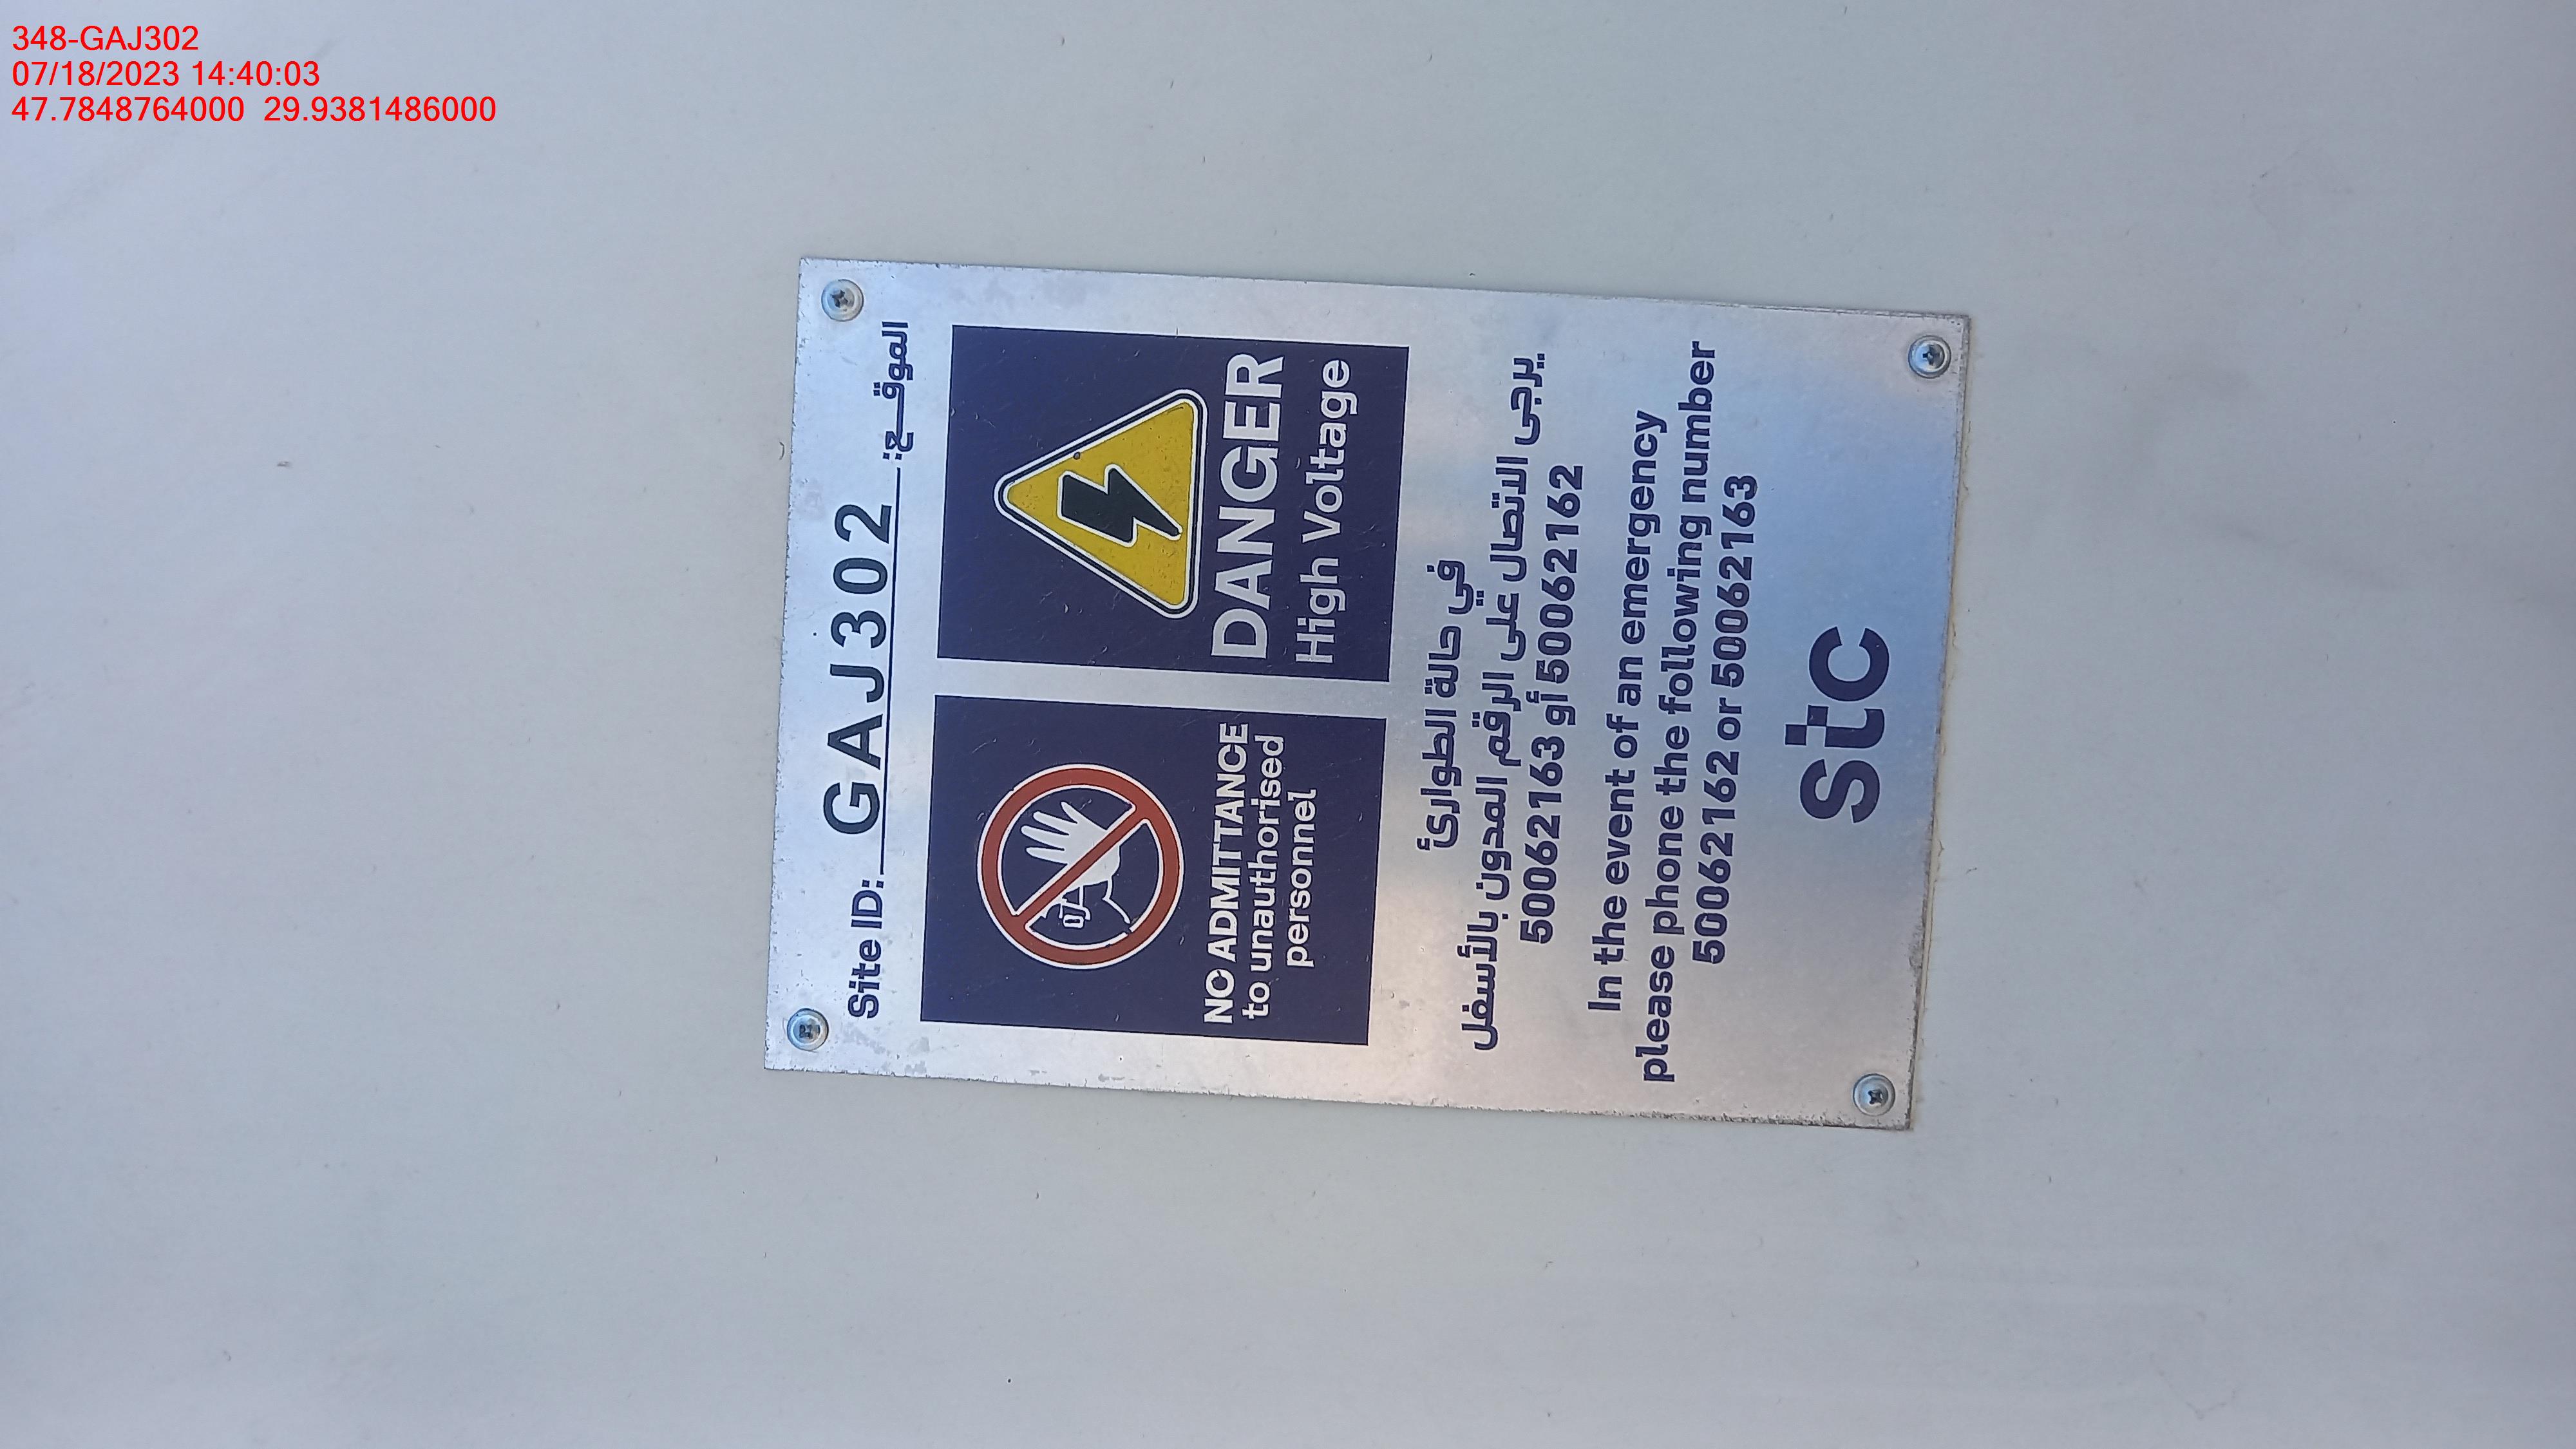 348-GAJ302
07/18/2023 14:40:03
47.7848764000 29.9381486000
Site ID: GAJ302 الموقـــع:
NO ADMITTANCE
to unauthorised
personnel
DANGER
High Voltage
في حالة الطوارئ
يرجى الاتصال على الرقم المدون بالأسفل
50062163 أو 50062162
In the event of an emergency
please phone the following number
50062162 or 50062163
stc